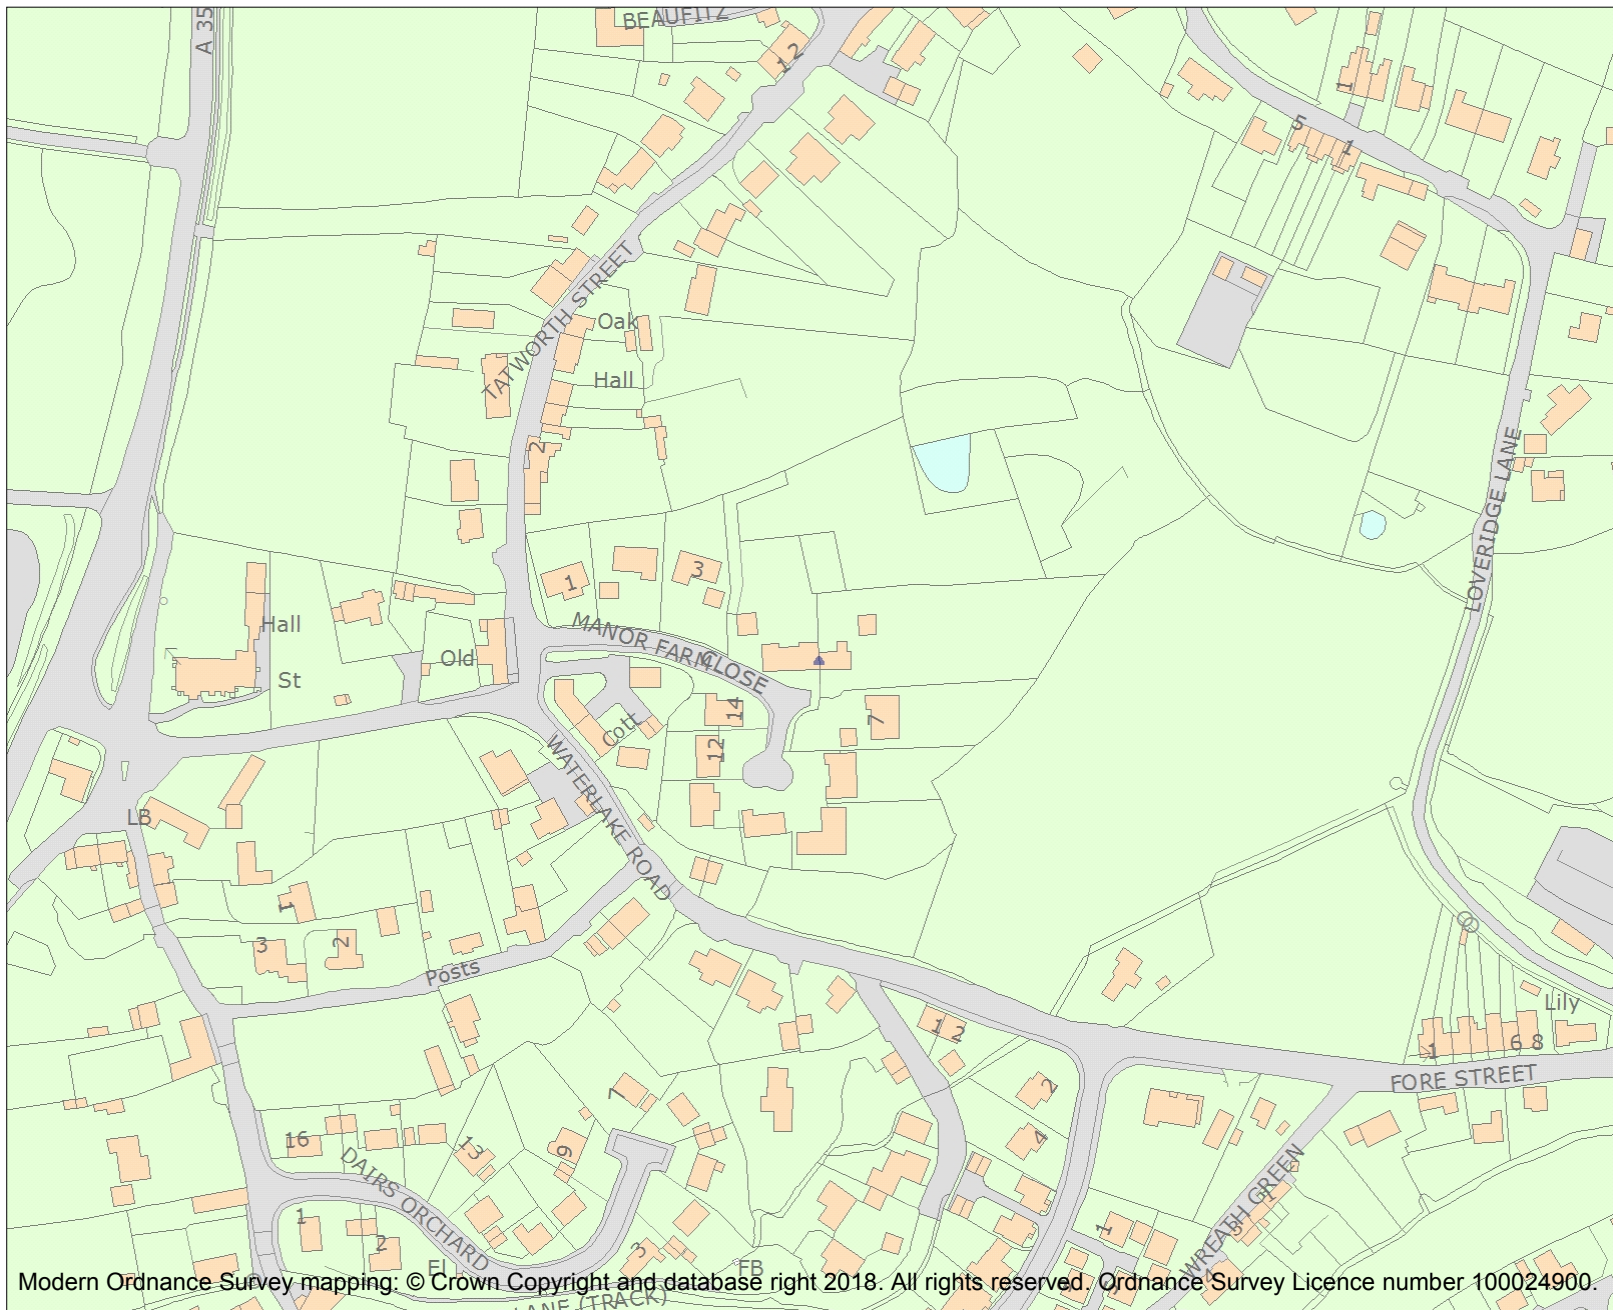 A 35
BEAUFITZ
12
1
5
1
TATWORTH STREET
Oak
Hall
2
LOVERIDGE LANE
1
3
MANOR FARM CLOSE
Hall
St
Old
Cott
14
12
7
WATERLAKE ROAD
LB
1
3
2
Posts
1 2
Lily
1
6 8
FORE STREET
7
2
4
16
13
9
DAIRS ORCHARD
1
2
3
1
WREATH GREEN
3
4
FB
LANE (TRACK)
Modern Ordnance Survey mapping: © Crown Copyright and database right 2018. All rights reserved. Ordnance Survey Licence number 100024900.